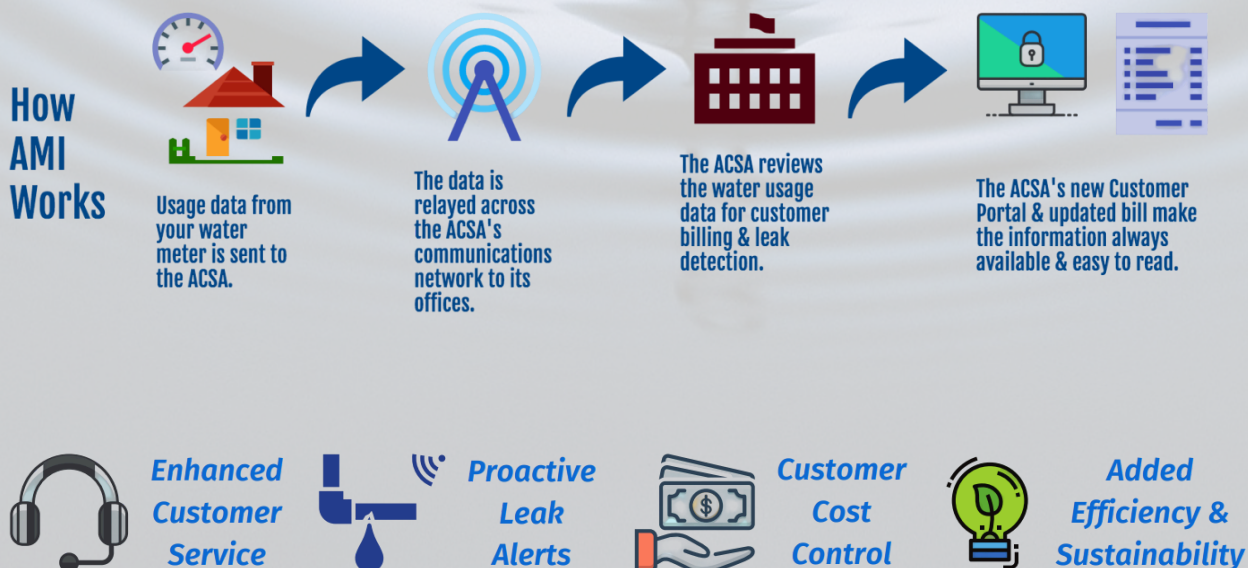 How
AMI
Works
Usage data from
your water
meter is sent to
the ACSA.
The data is
relayed across
the ACSA's
communications
network to its
offices.
The ACSA reviews
the water usage
data for customer
billing & leak
detection.
The ACSA's new Customer
Portal & updated bill make
the information always
available & easy to read.
Enhanced
Customer
Service
Proactive
Leak
Alerts
$
Customer
Cost
Control
Added
Efficiency &
Sustainability